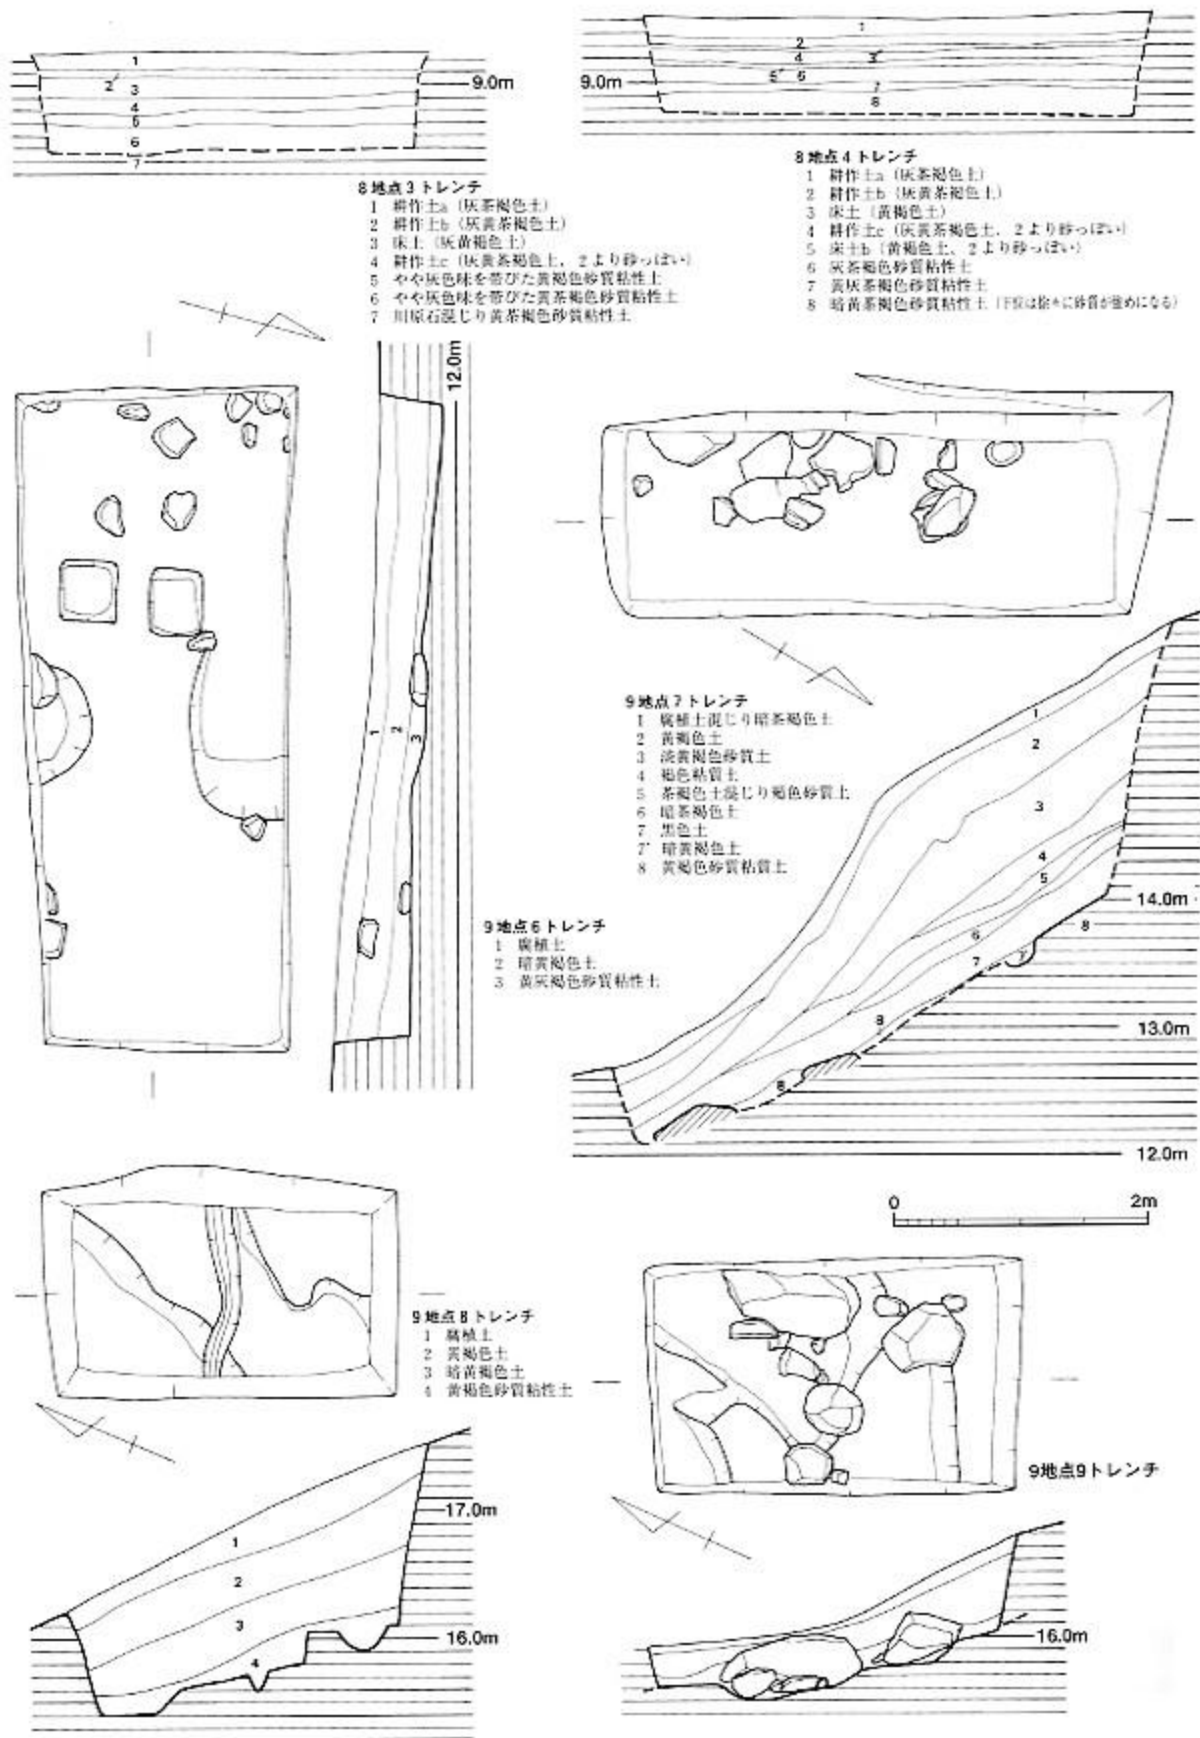 1
2
3
4
5
6
7
9.0m
8地点3トレンチ
1 耕作土a（灰茶褐色土）
2 耕作土b（灰黄茶褐色土）
3 床土（灰黄褐色土）
4 耕作土c（灰黄茶褐色土，2より砂っぽい）
5 やや灰色味を帯びた黄褐色砂質粘性土
6 やや灰色味を帯びた黄茶褐色砂質粘性土
7 川原石混じり黄茶褐色砂質粘性土
1
2
3
4
5
6
7
8
9.0m
8地点4トレンチ
1 耕作土a（灰茶褐色土）
2 耕作土b（灰黄茶褐色土）
3 床土（黄褐色土）
4 耕作土c（灰黄茶褐色土，2より砂っぽい）
5 床土b（黄褐色土，2より砂っぽい）
6 灰茶褐色砂質粘性土
7 黄灰茶褐色砂質粘性土
8 暗黄茶褐色砂質粘性土（下位は徐々に砂質が強めになる）
12.0m
1
2
3
9地点6トレンチ
1 腐植土
2 暗黄褐色土
3 黄灰褐色砂質粘性土
9地点7トレンチ
1 腐植土混じり暗茶褐色土
2 黄褐色土
3 淡黄褐色砂質土
4 褐色粘質土
5 茶褐色土混じり褐色砂質土
6 暗茶褐色土
7 黒色土
7' 暗黄褐色土
8 黄褐色砂質粘質土
1
2
3
4
5
6
7
7'
8
8
8
14.0m
13.0m
12.0m
0 2m
9地点8トレンチ
1 腐植土
2 黄褐色土
3 暗黄褐色土
4 黄褐色砂質粘性土
1
2
3
4
17.0m
16.0m
9地点9トレンチ
16.0m